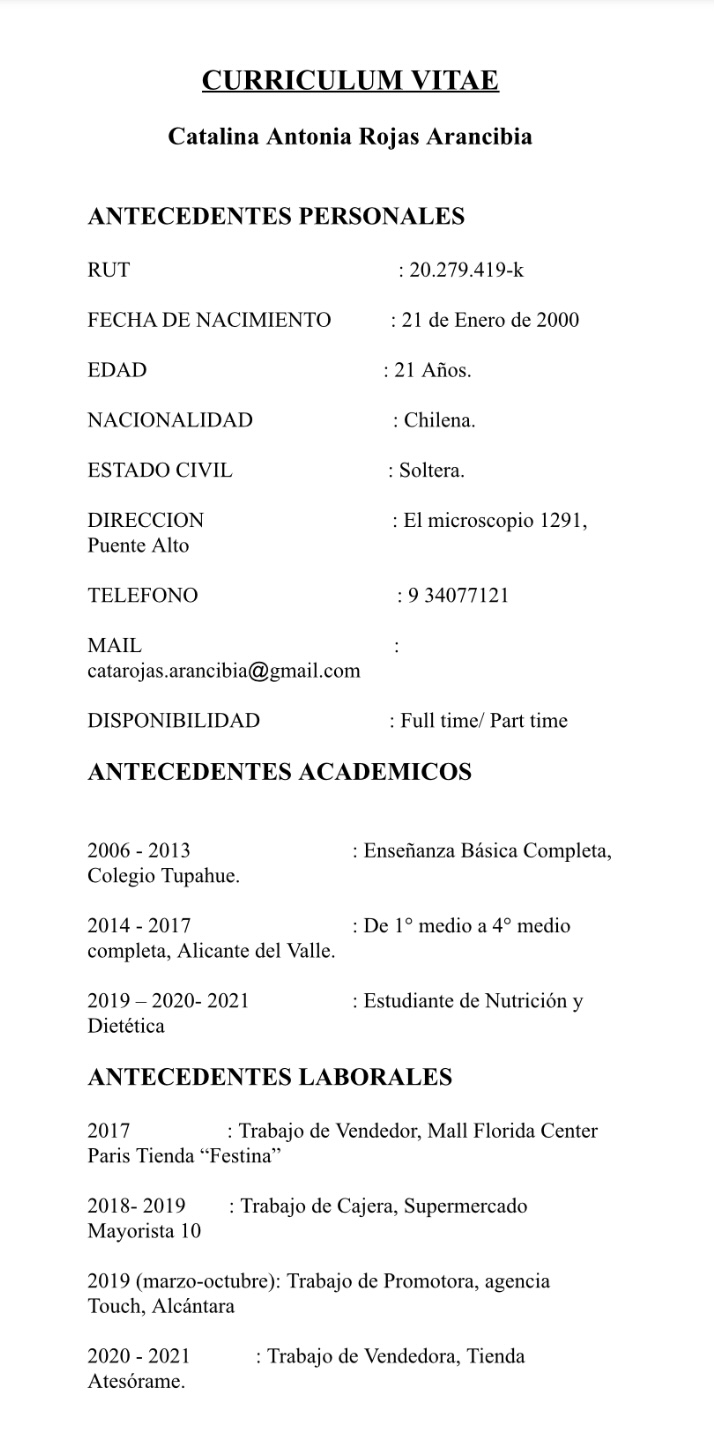 CURRICULUM VITAE
Catalina Antonia Rojas Arancibia
ANTECEDENTES PERSONALES
RUT : 20.279.419-k
FECHA DE NACIMIENTO : 21 de Enero de 2000
EDAD : 21 Años.
NACIONALIDAD : Chilena.
ESTADO CIVIL : Soltera.
DIRECCION : El microscopio 1291,
Puente Alto
TELEFONO : 9 34077121
MAIL :
catarojas.arancibia@gmail.com
DISPONIBILIDAD : Full time/ Part time
ANTECEDENTES ACADEMICOS
2006 - 2013 : Enseñanza Básica Completa,
Colegio Tupahue.
2014 - 2017 : De 1° medio a 4° medio
completa, Alicante del Valle.
2019 – 2020- 2021 : Estudiante de Nutrición y
Dietética
ANTECEDENTES LABORALES
2017 : Trabajo de Vendedor, Mall Florida Center
Paris Tienda “Festina”
2018- 2019 : Trabajo de Cajera, Supermercado
Mayorista 10
2019 (marzo-octubre): Trabajo de Promotora, agencia
Touch, Alcántara
2020 - 2021 : Trabajo de Vendedora, Tienda
Atesórame.